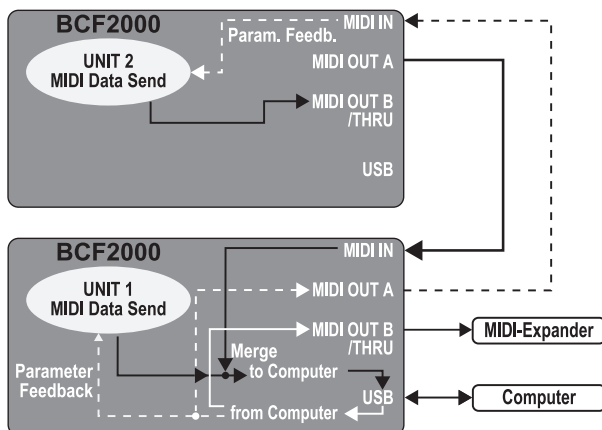 BCF2000
MIDI IN
Param. Feedb.
UNIT 2
MIDI Data Send
MIDI OUT A
MIDI OUT B
/THRU
USB
BCF2000
MIDI IN
UNIT 1
MIDI Data Send
MIDI OUT A
MIDI OUT B
/THRU
MIDI-Expander
Merge
Parameter
Feedback
to Computer
USB
Computer
from Computer